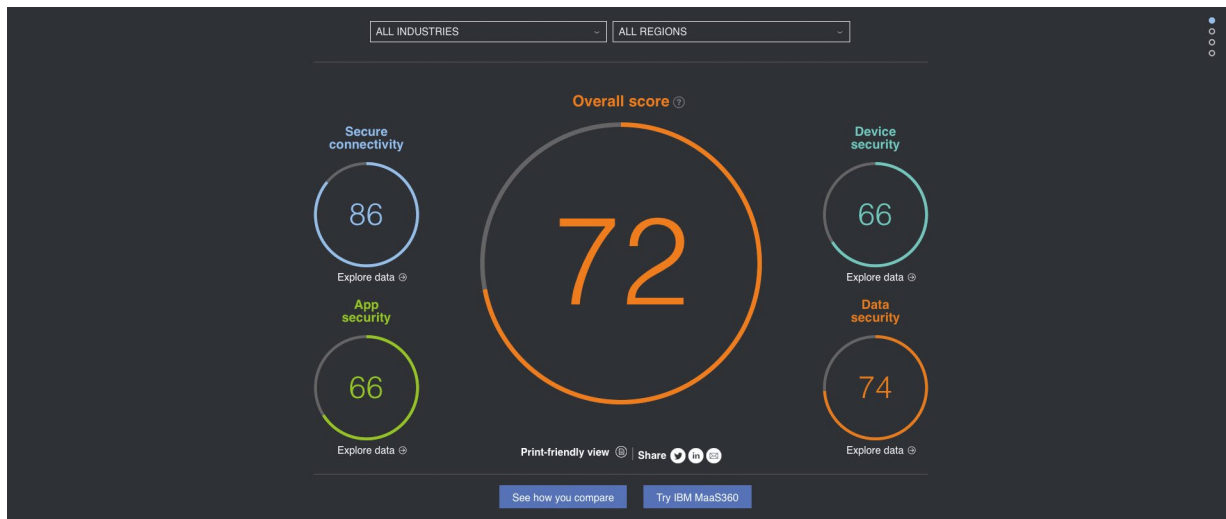 ALL INDUSTRIES
ALL REGIONS
Overall score ?
Secure
connectivity
86
Explore data
App
security
66
Explore data
72
Device
security
66
Explore data
Data
security
74
Explore data
Print-friendly view | Share in
See how you compare
Try IBM MaaS360